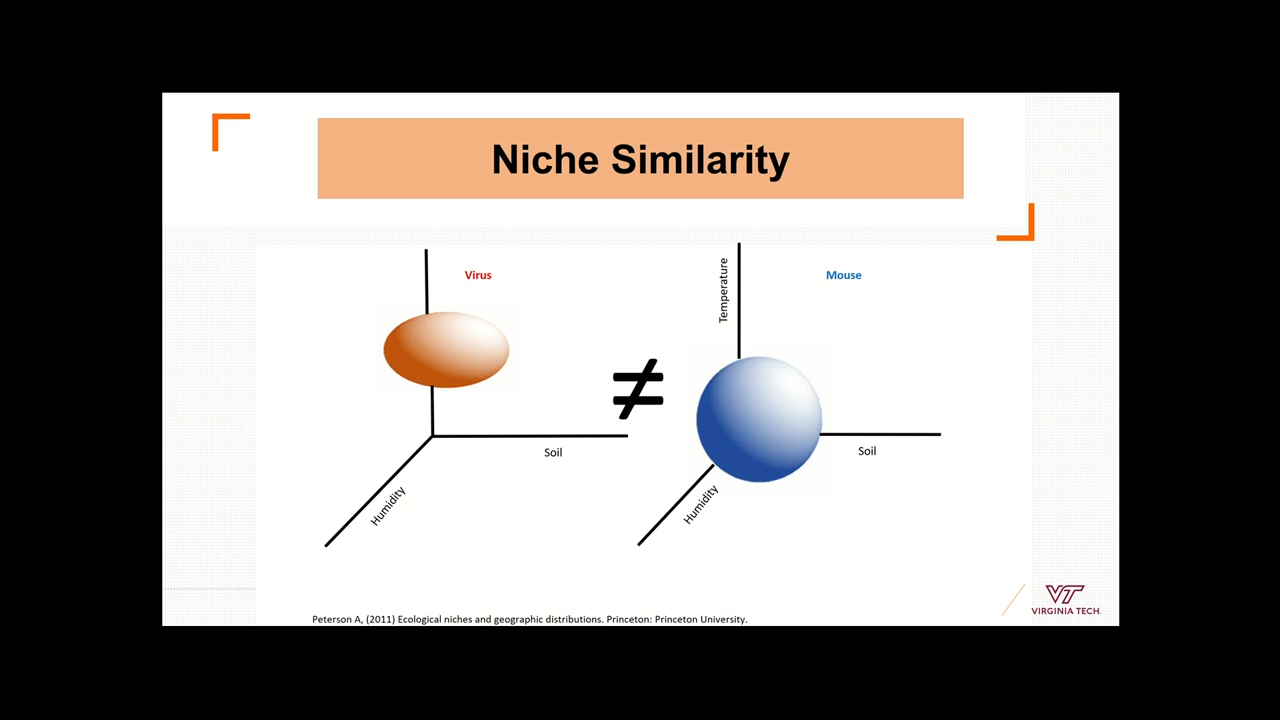 Niche Similarity
Virus
Soil
Humidity
≠
Temperature
Mouse
Soil
Humidity
Peterson A, (2011) Ecological niches and geographic distributions. Princeton: Princeton University.
VT
VIRGINIA TECH.